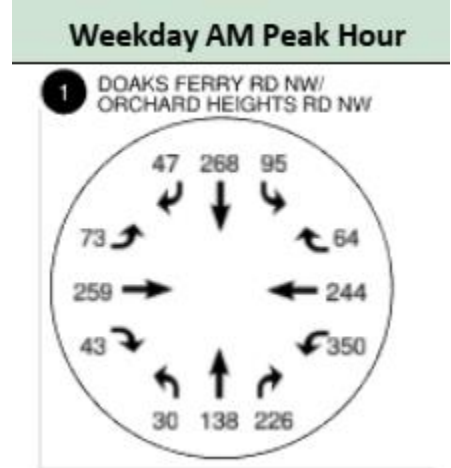 Weekday AM Peak Hour
1 DOAKS FERRY RD NW/
ORCHARD HEIGHTS RD NW
47 268 95
73 64
259 244
43 350
30 138 226